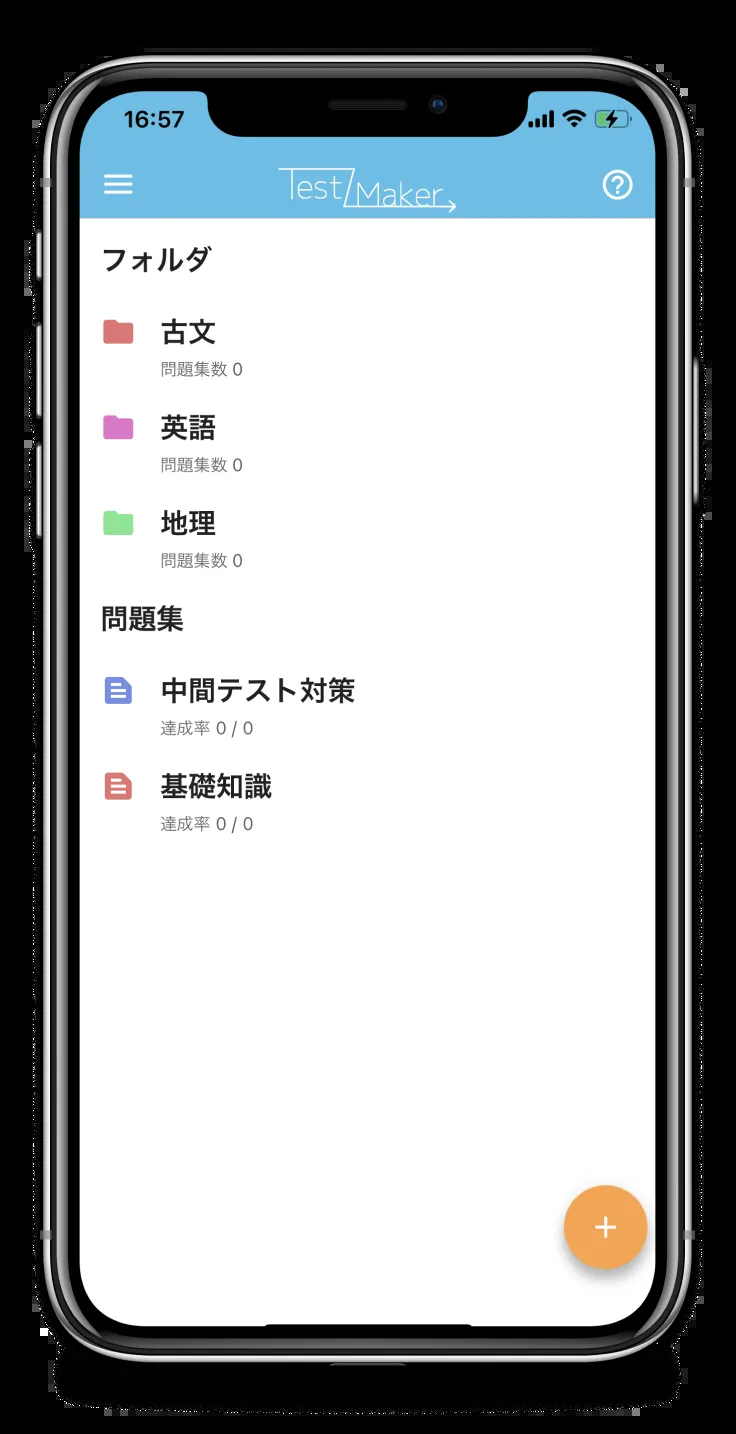 16:57
Test Maker
フォルダ
古文
問題集数 0
英語
問題集数 0
地理
問題集数 0
問題集
中間テスト対策
達成率 0 / 0
基礎知識
達成率 0 / 0